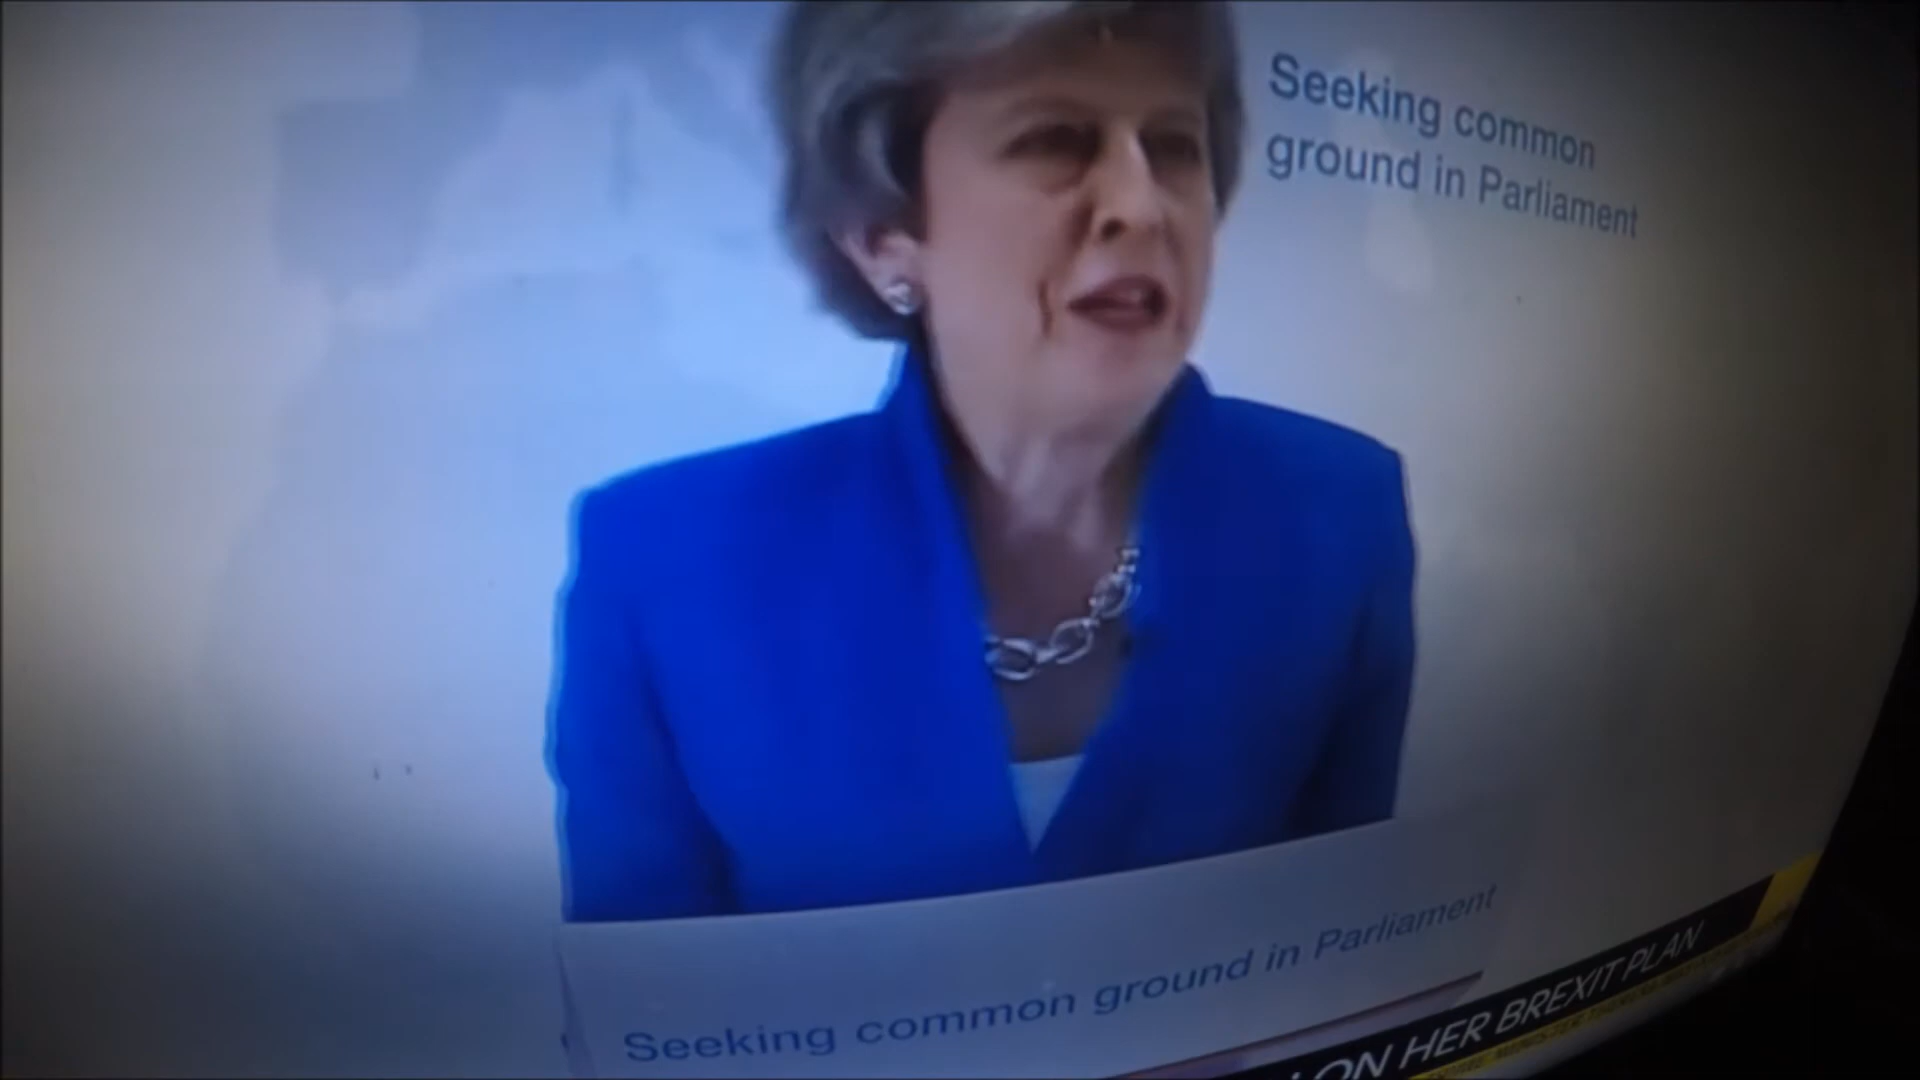 Seeking common
ground in Parliament
Seeking common ground in Parliament
ON HER BREXIT PLAN